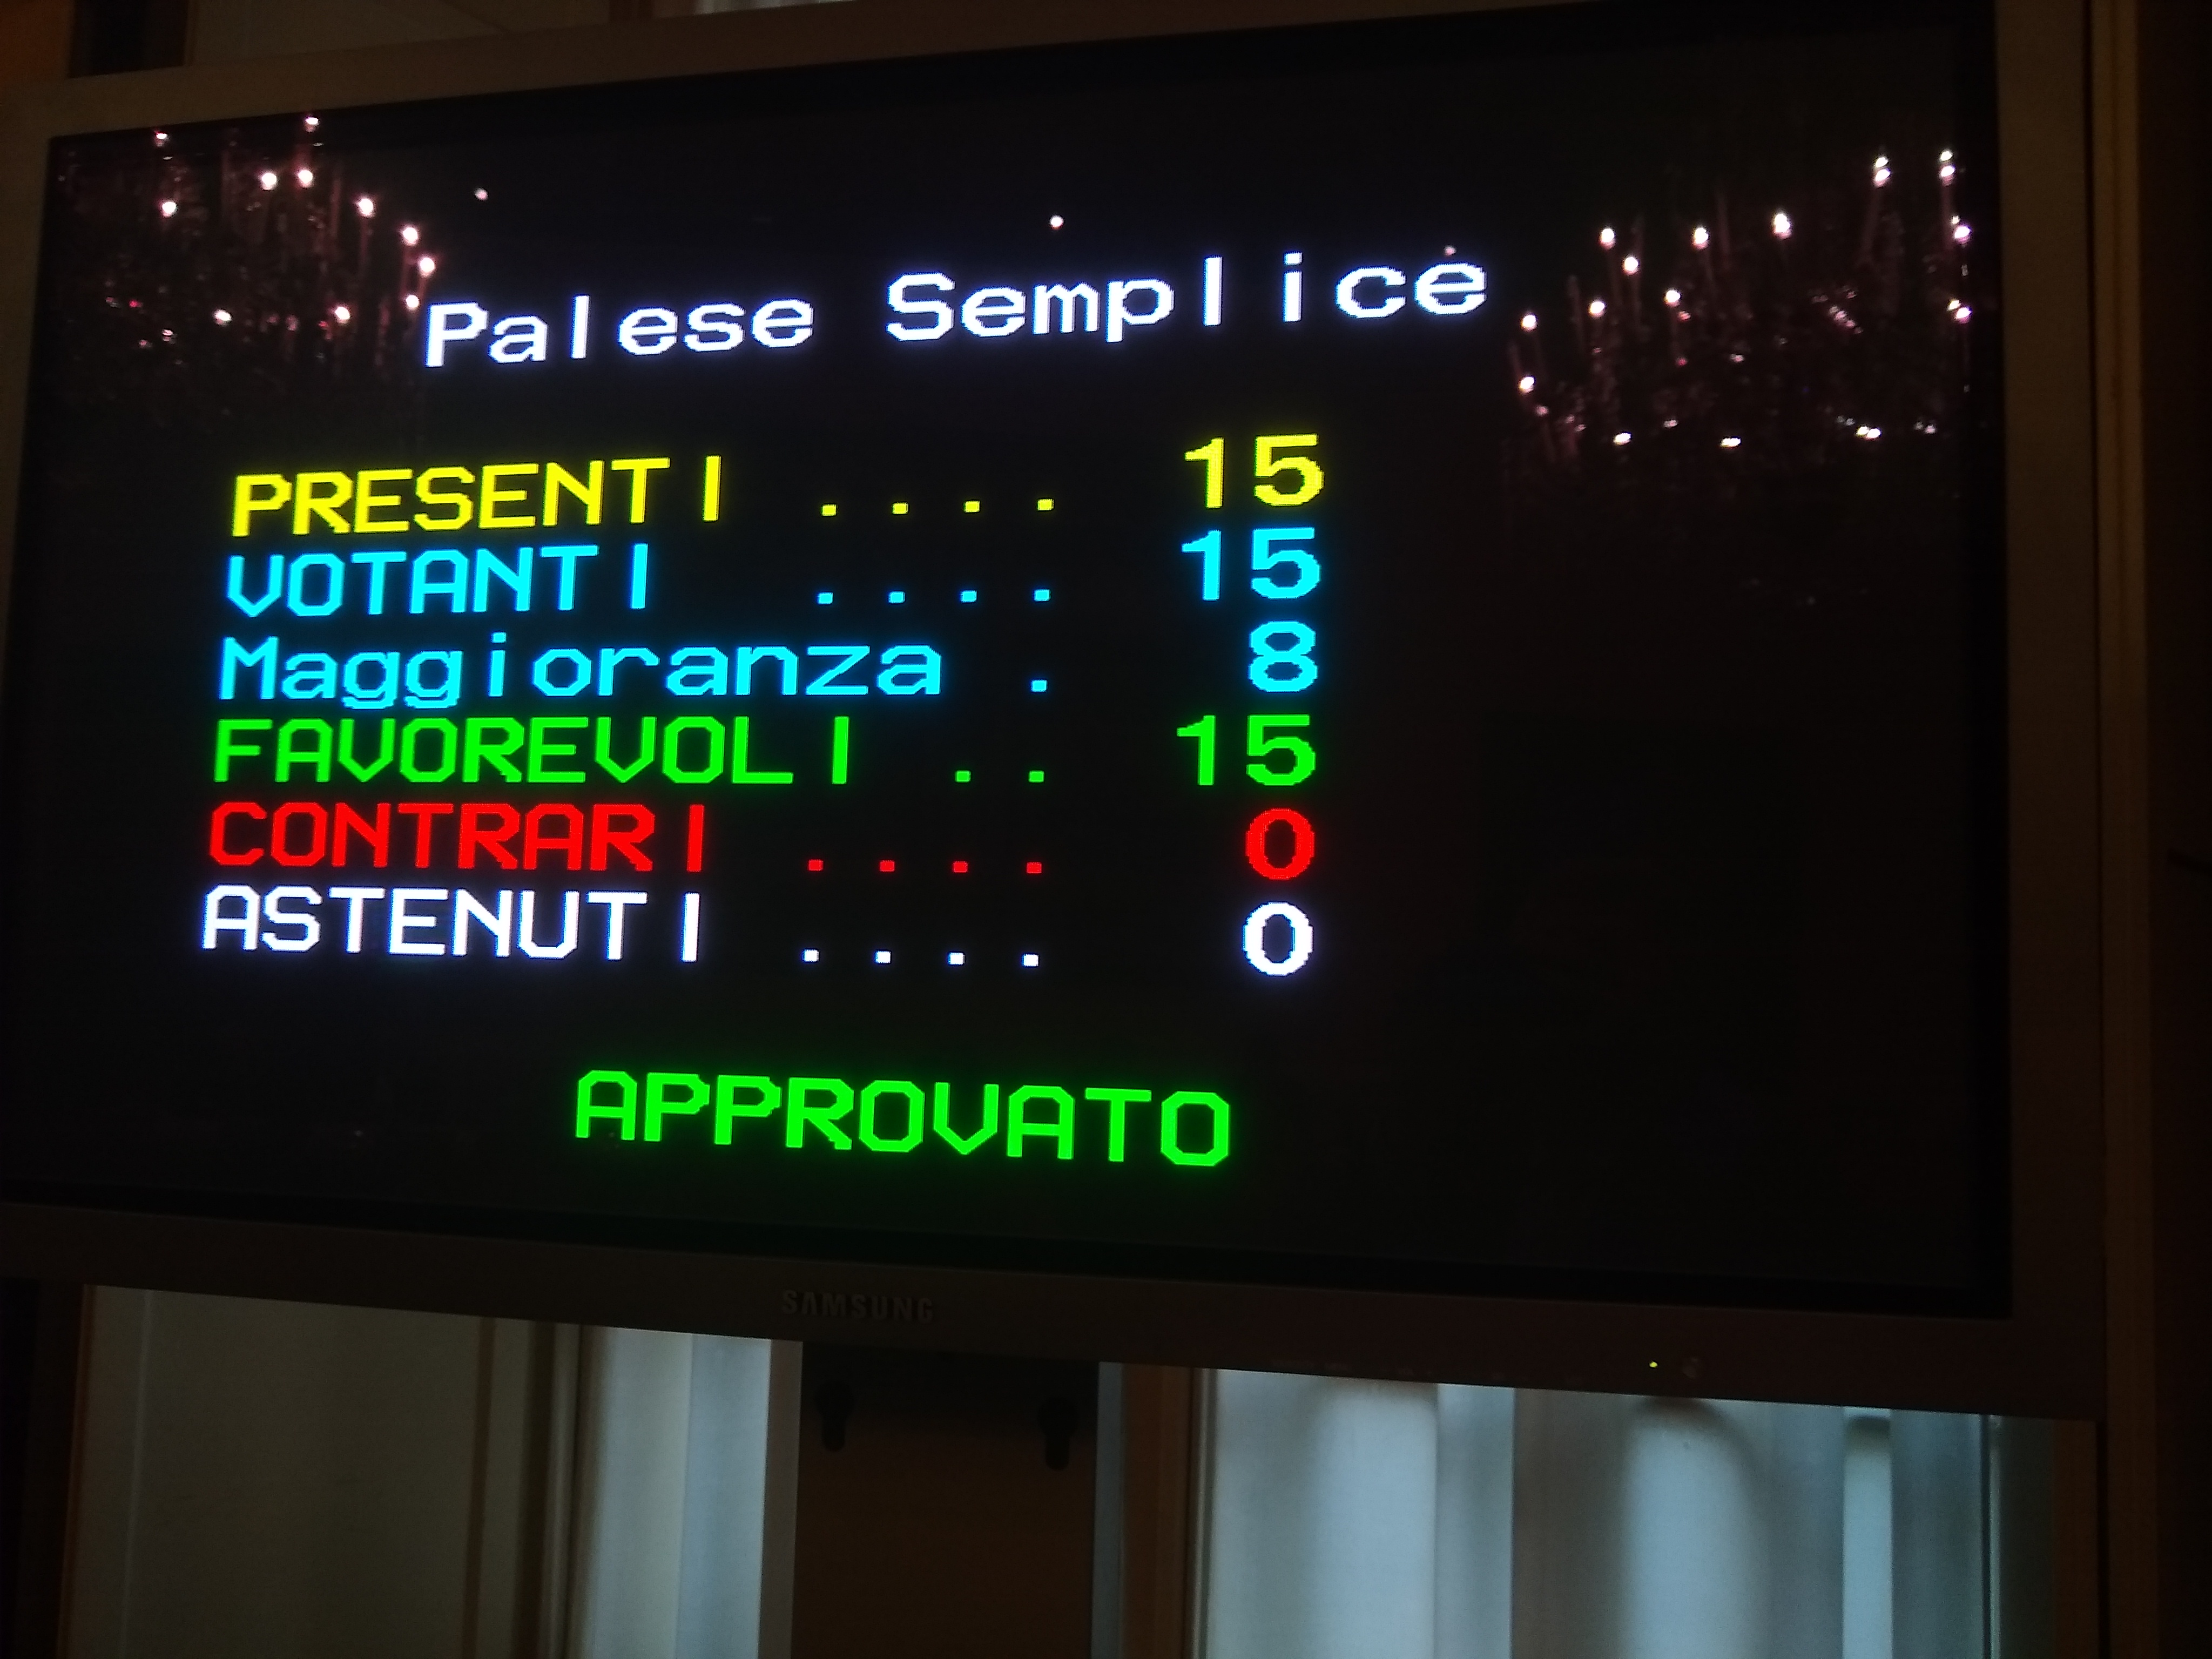 Palese Semplice
PRESENTI .... 15
VOTANTI .... 15
Maggioranza . 8
FAVOREVOLI .. 15
CONTRARI .... 0
ASTENUTI .... 0
APPROVATO
SAMSUNG